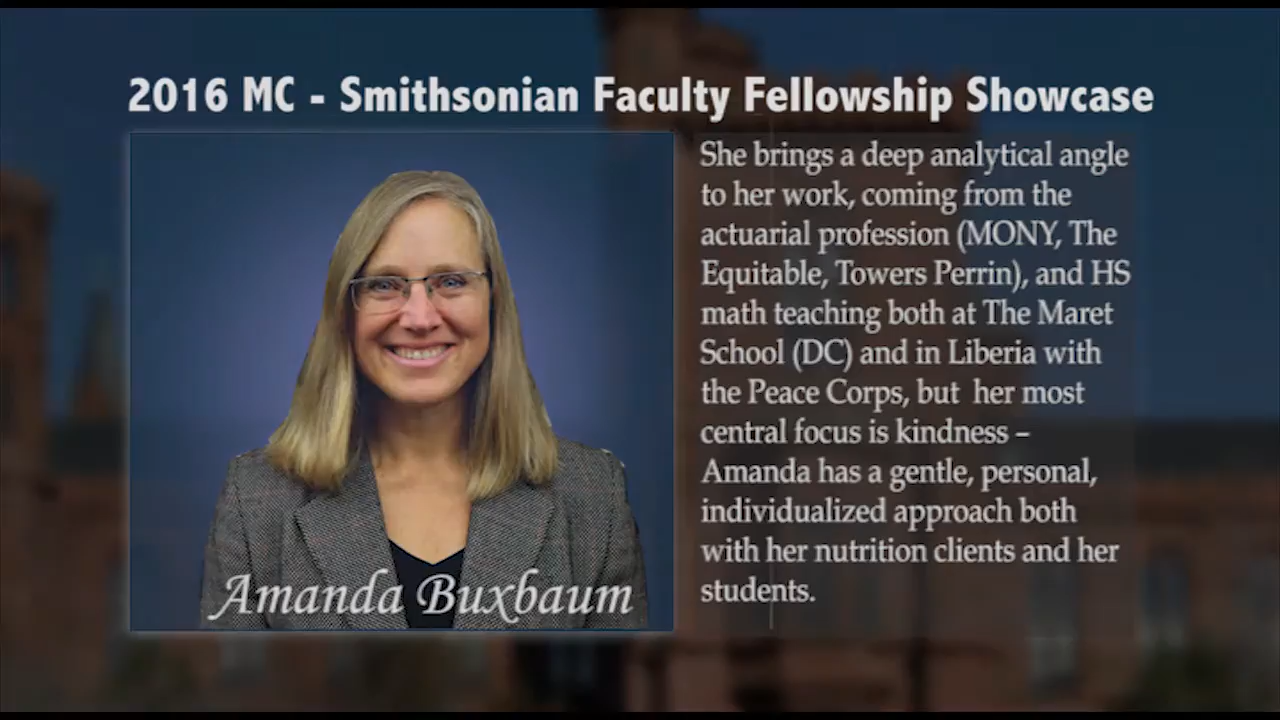 2016 MC - Smithsonian Faculty Fellowship Showcase
She brings a deep analytical angle
to her work, coming from the
actuarial profession (MONY, The
Equitable, Towers Perrin), and HS
math teaching both at The Maret
School (DC) and in Liberia with
the Peace Corps, but  her most
central focus is kindness –
Amanda has a gentle, personal,
individualized approach both
with her nutrition clients and her
students.
Amanda Buxbaum